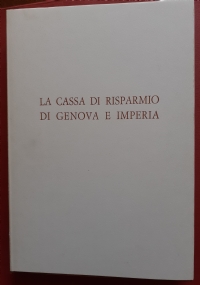 LA CASSA DI RISPARMIO
DI GENOVA E IMPERIA